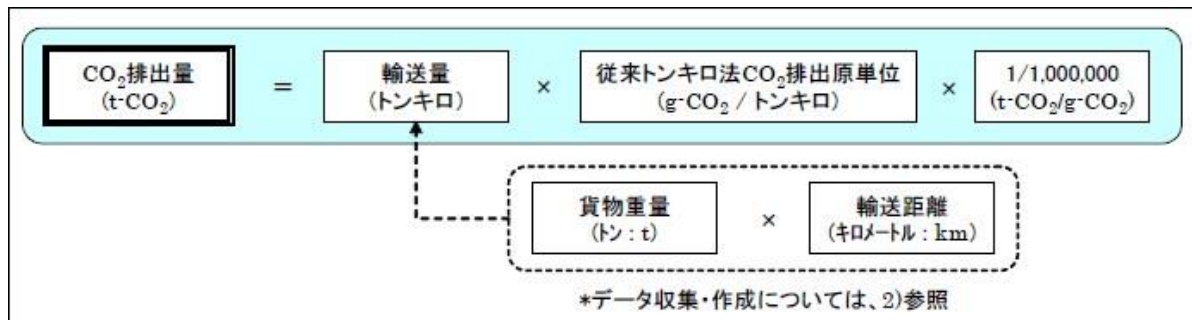 CO₂排出量
(t-CO₂)
=
輸送量
(トンキロ)
×
従来トンキロ法CO₂排出原単位
(g-CO₂ / トンキロ)
×
1/1,000,000
(t-CO₂/g-CO₂)
貨物重量
(トン:t)
×
輸送距離
(キロメートル:km)
*データ収集・作成については、2)参照